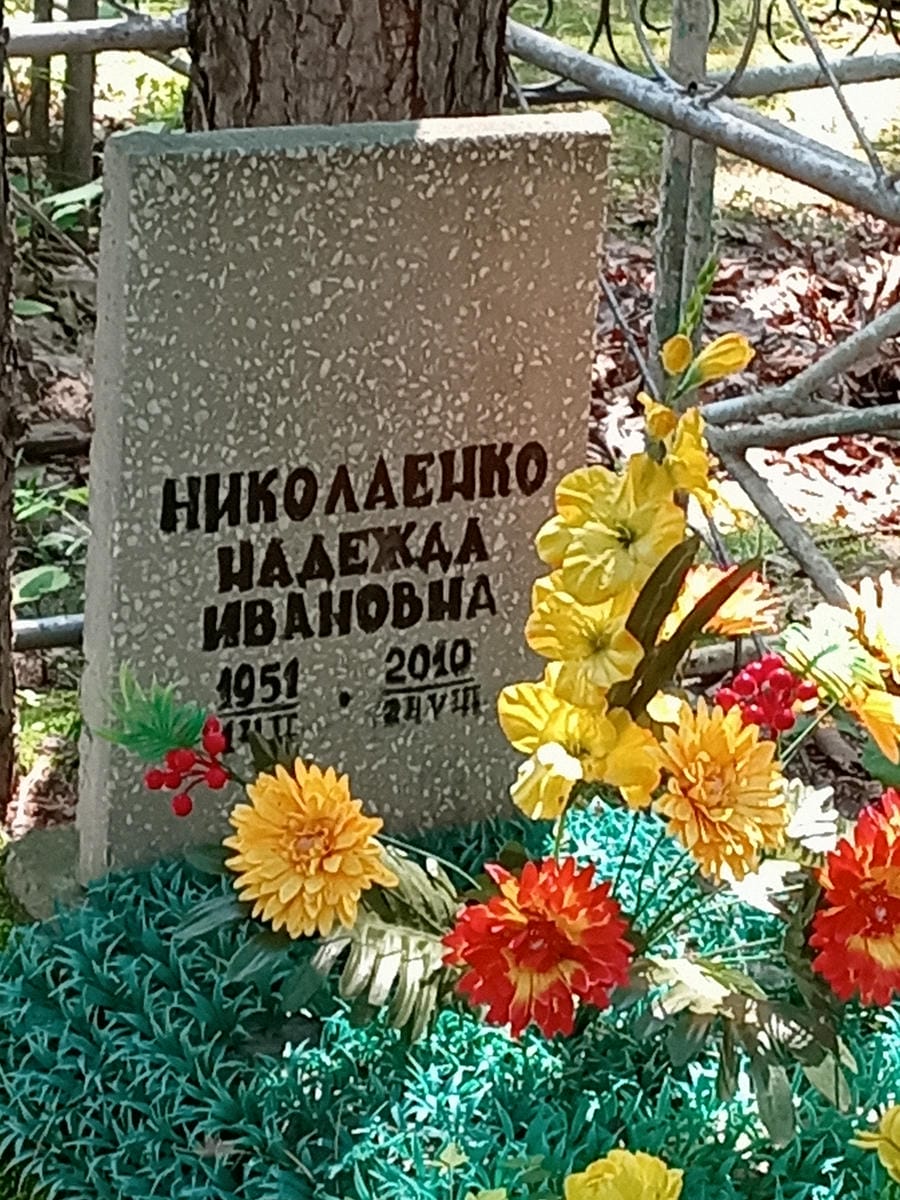 НИКОЛАЕНКО
НАДЕЖДА
ИВАНОВНА
1951 • 2010